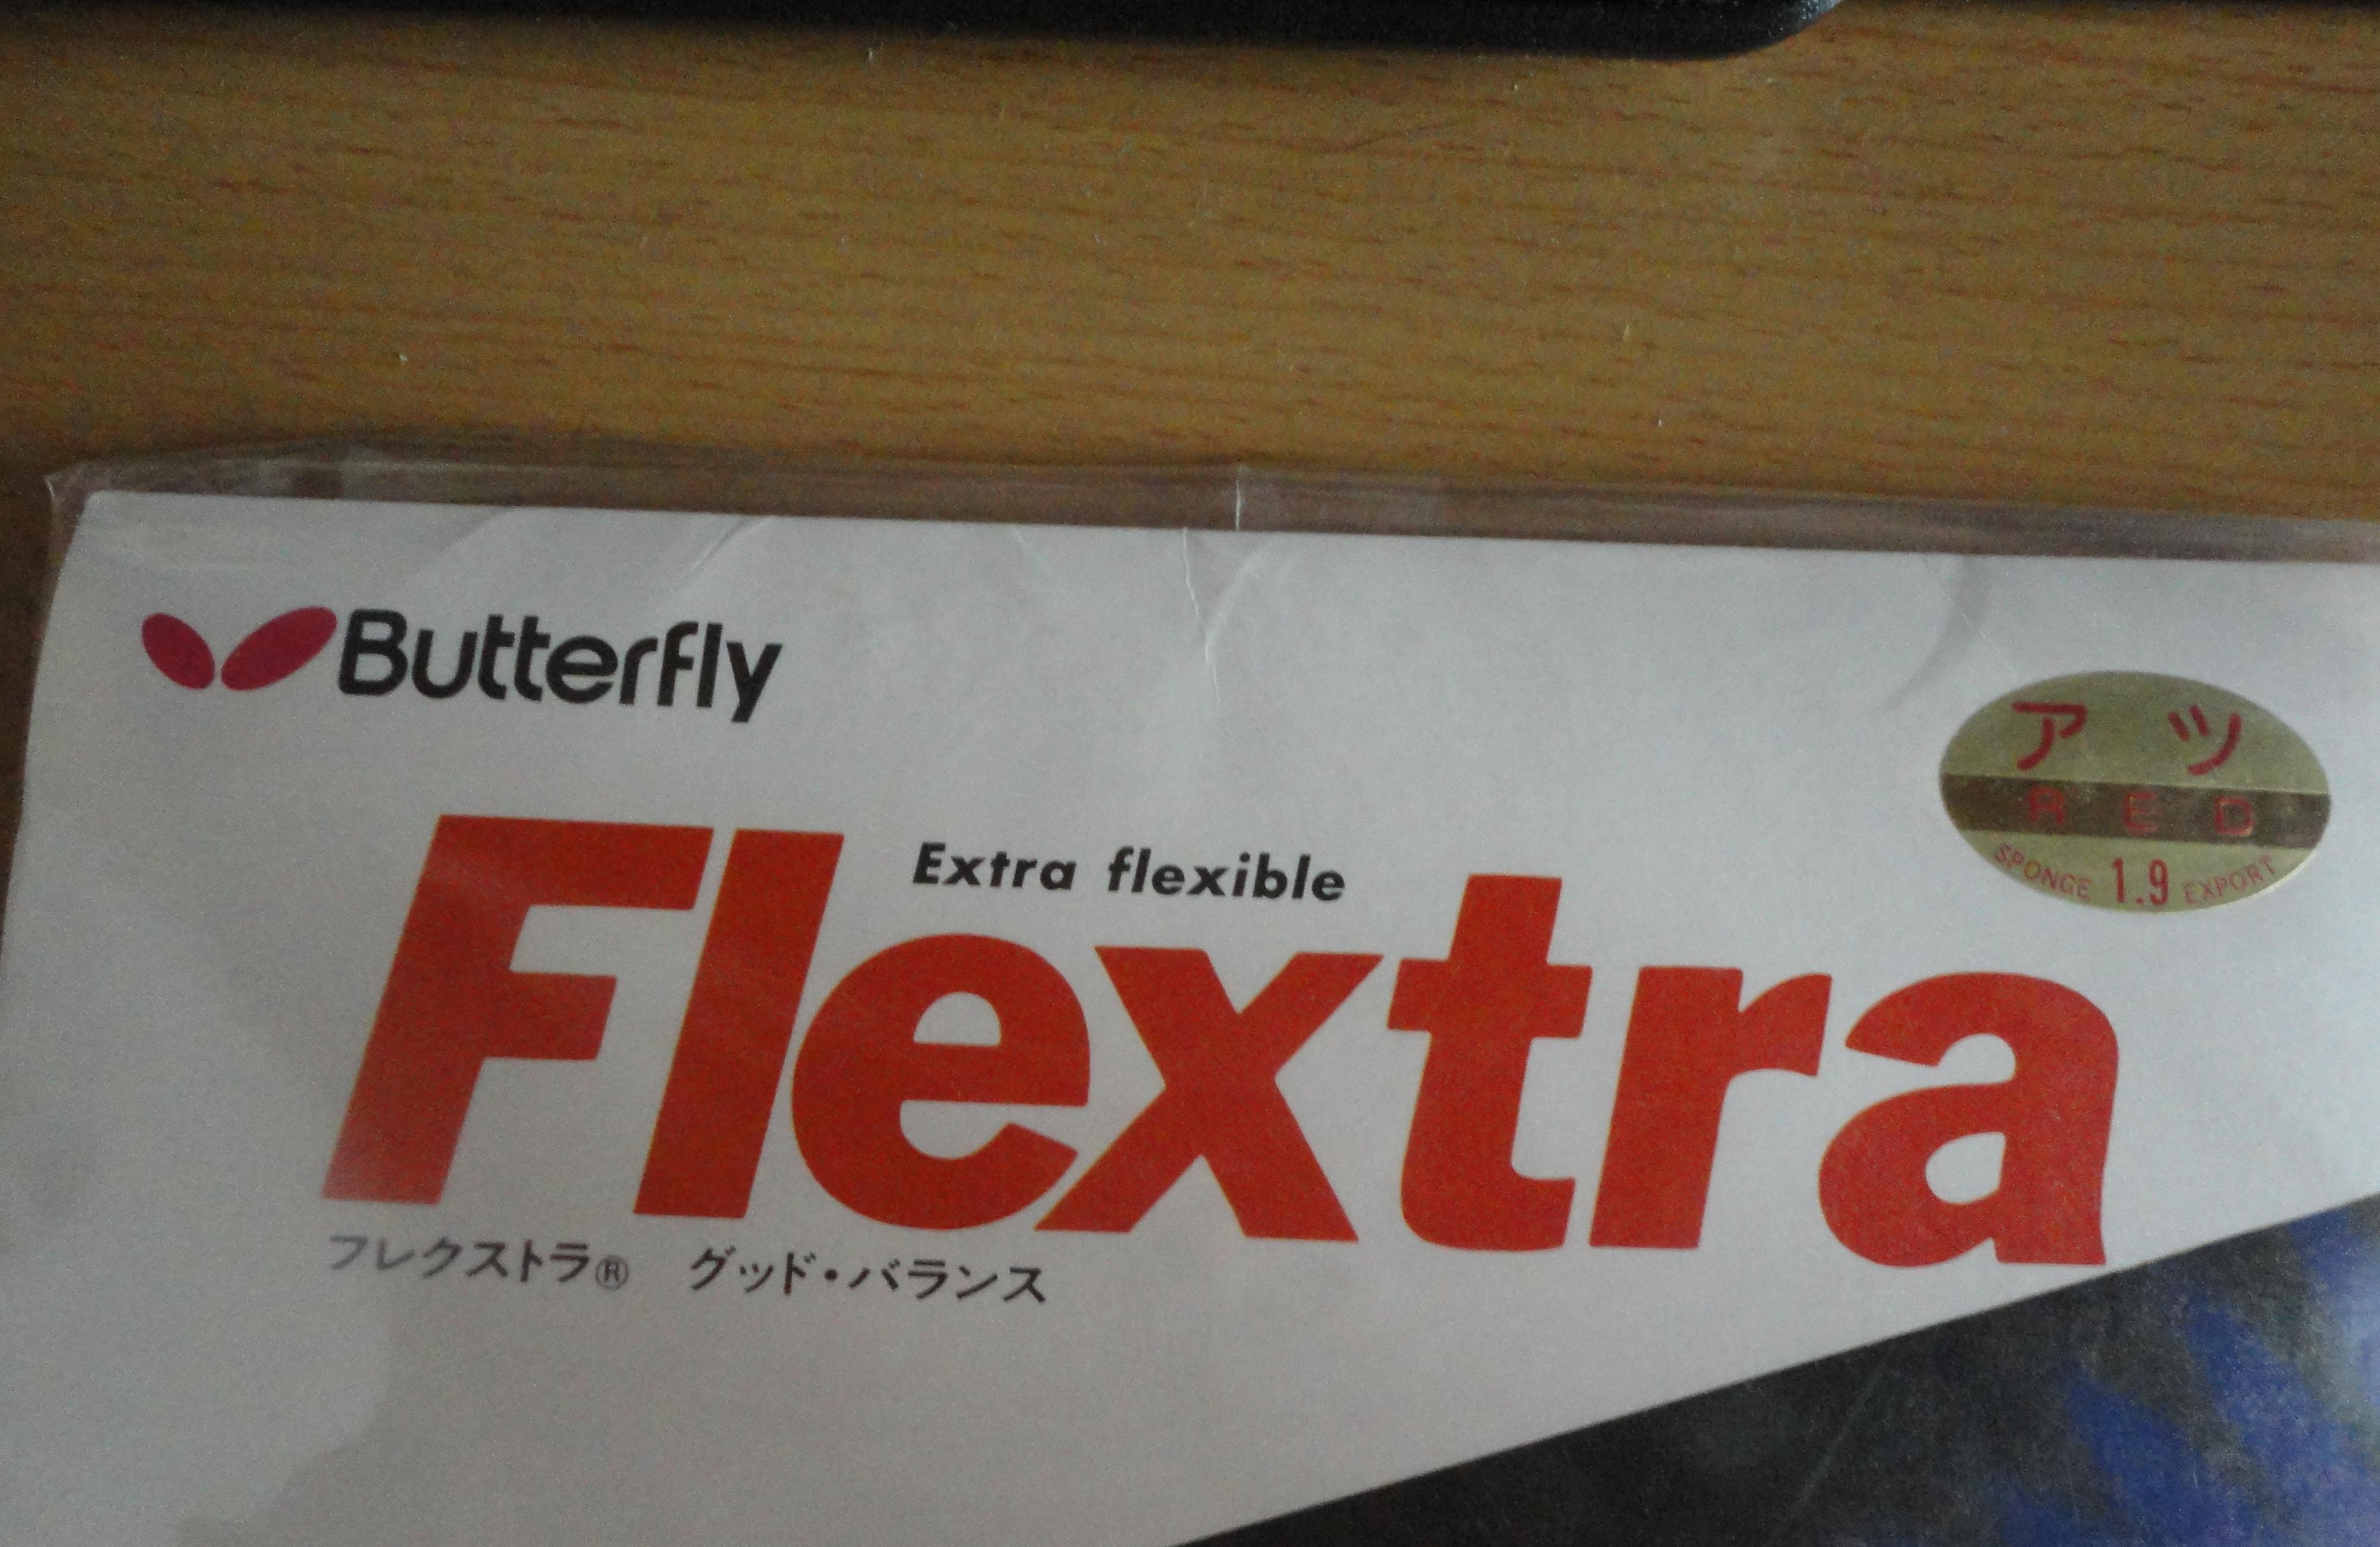 Butterfly
アツ
RED
SPONGE 1.9 EXPORT
Extra flexible
Flextra
フレクストラ® グッド・バランス